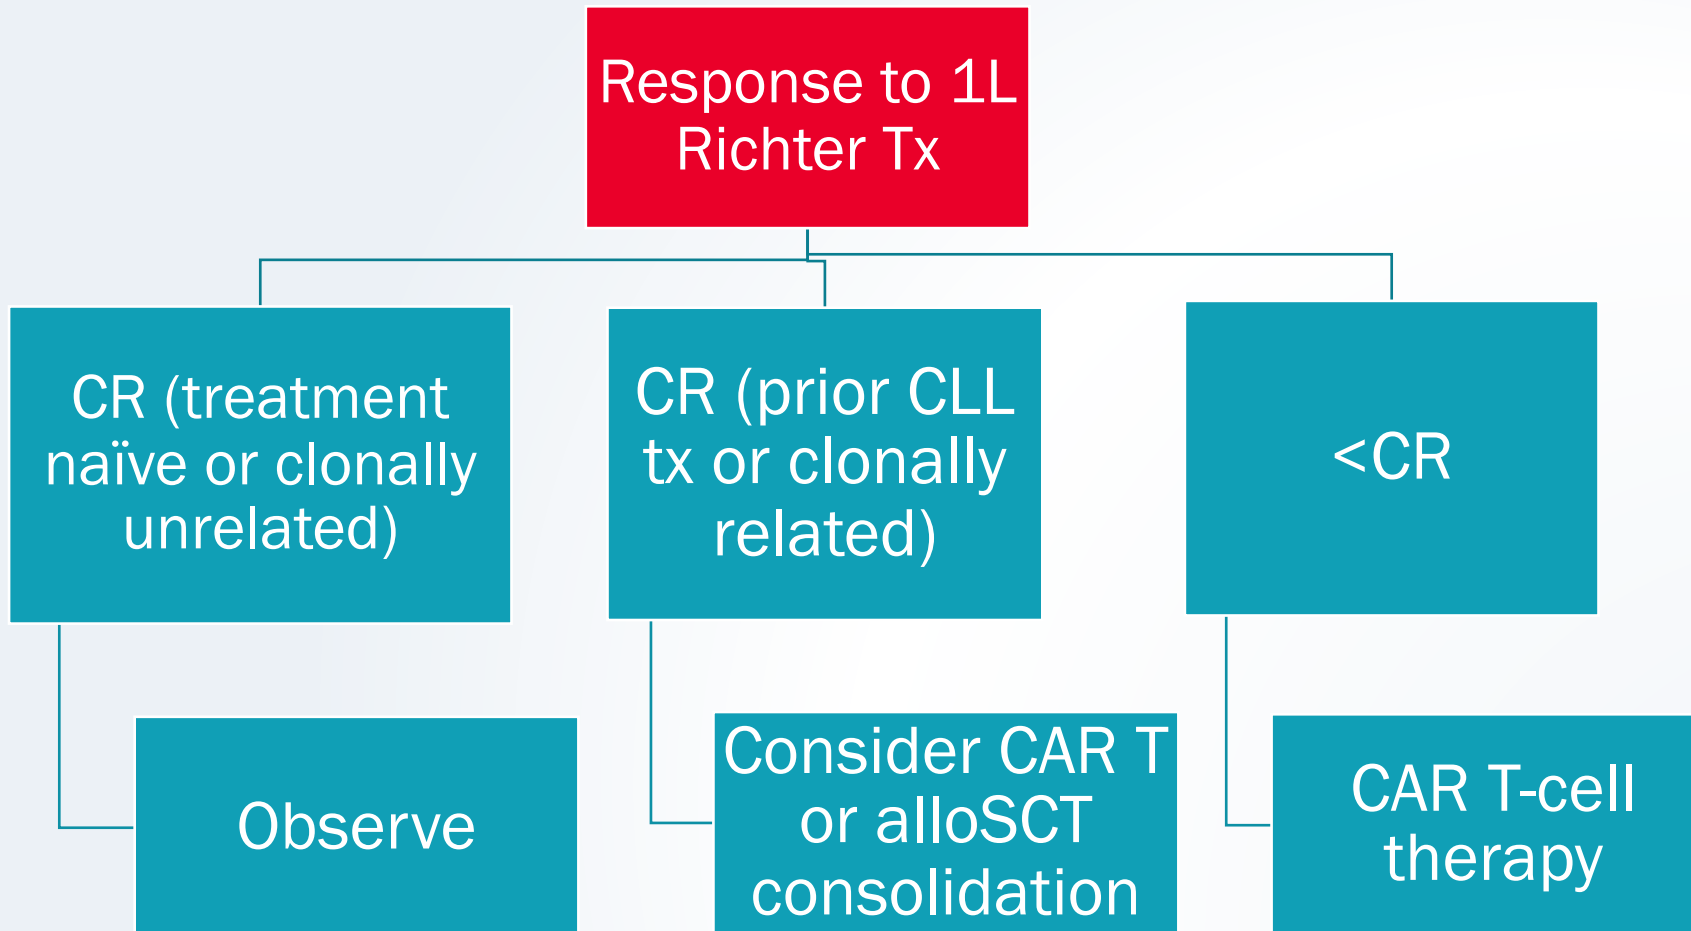 Response to 1L
Richter Tx
CR (treatment
naïve or clonally
unrelated)
CR (prior CLL
tx or clonally
related)
<CR
Observe
Consider CAR T
or alloSCT
consolidation
CAR T-cell
therapy